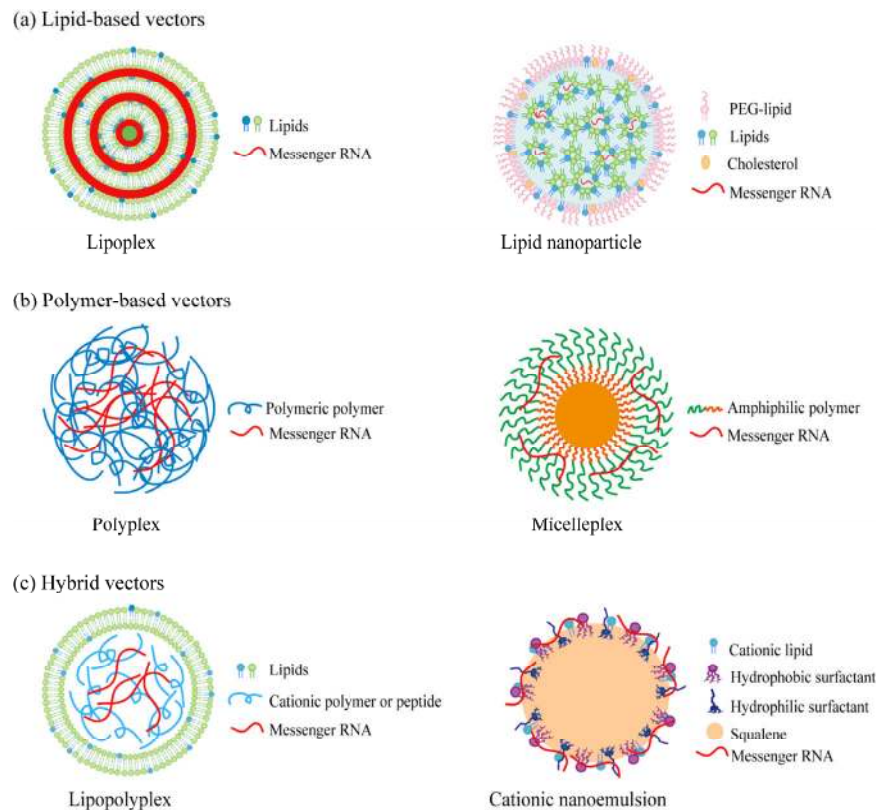 (a) Lipid-based vectors
Lipids
Messenger RNA
Lipoplex
PEG-lipid
Lipids
Cholesterol
Messenger RNA
Lipid nanoparticle
(b) Polymer-based vectors
Polymeric polymer
Messenger RNA
Polyplex
Amphiphilic polymer
Messenger RNA
Micelleplex
(c) Hybrid vectors
Lipids
Cationic polymer or peptide
Messenger RNA
Lipopolyplex
Cationic lipid
Hydrophobic surfactant
Hydrophilic surfactant
Squalene
Messenger RNA
Cationic nanoemulsion